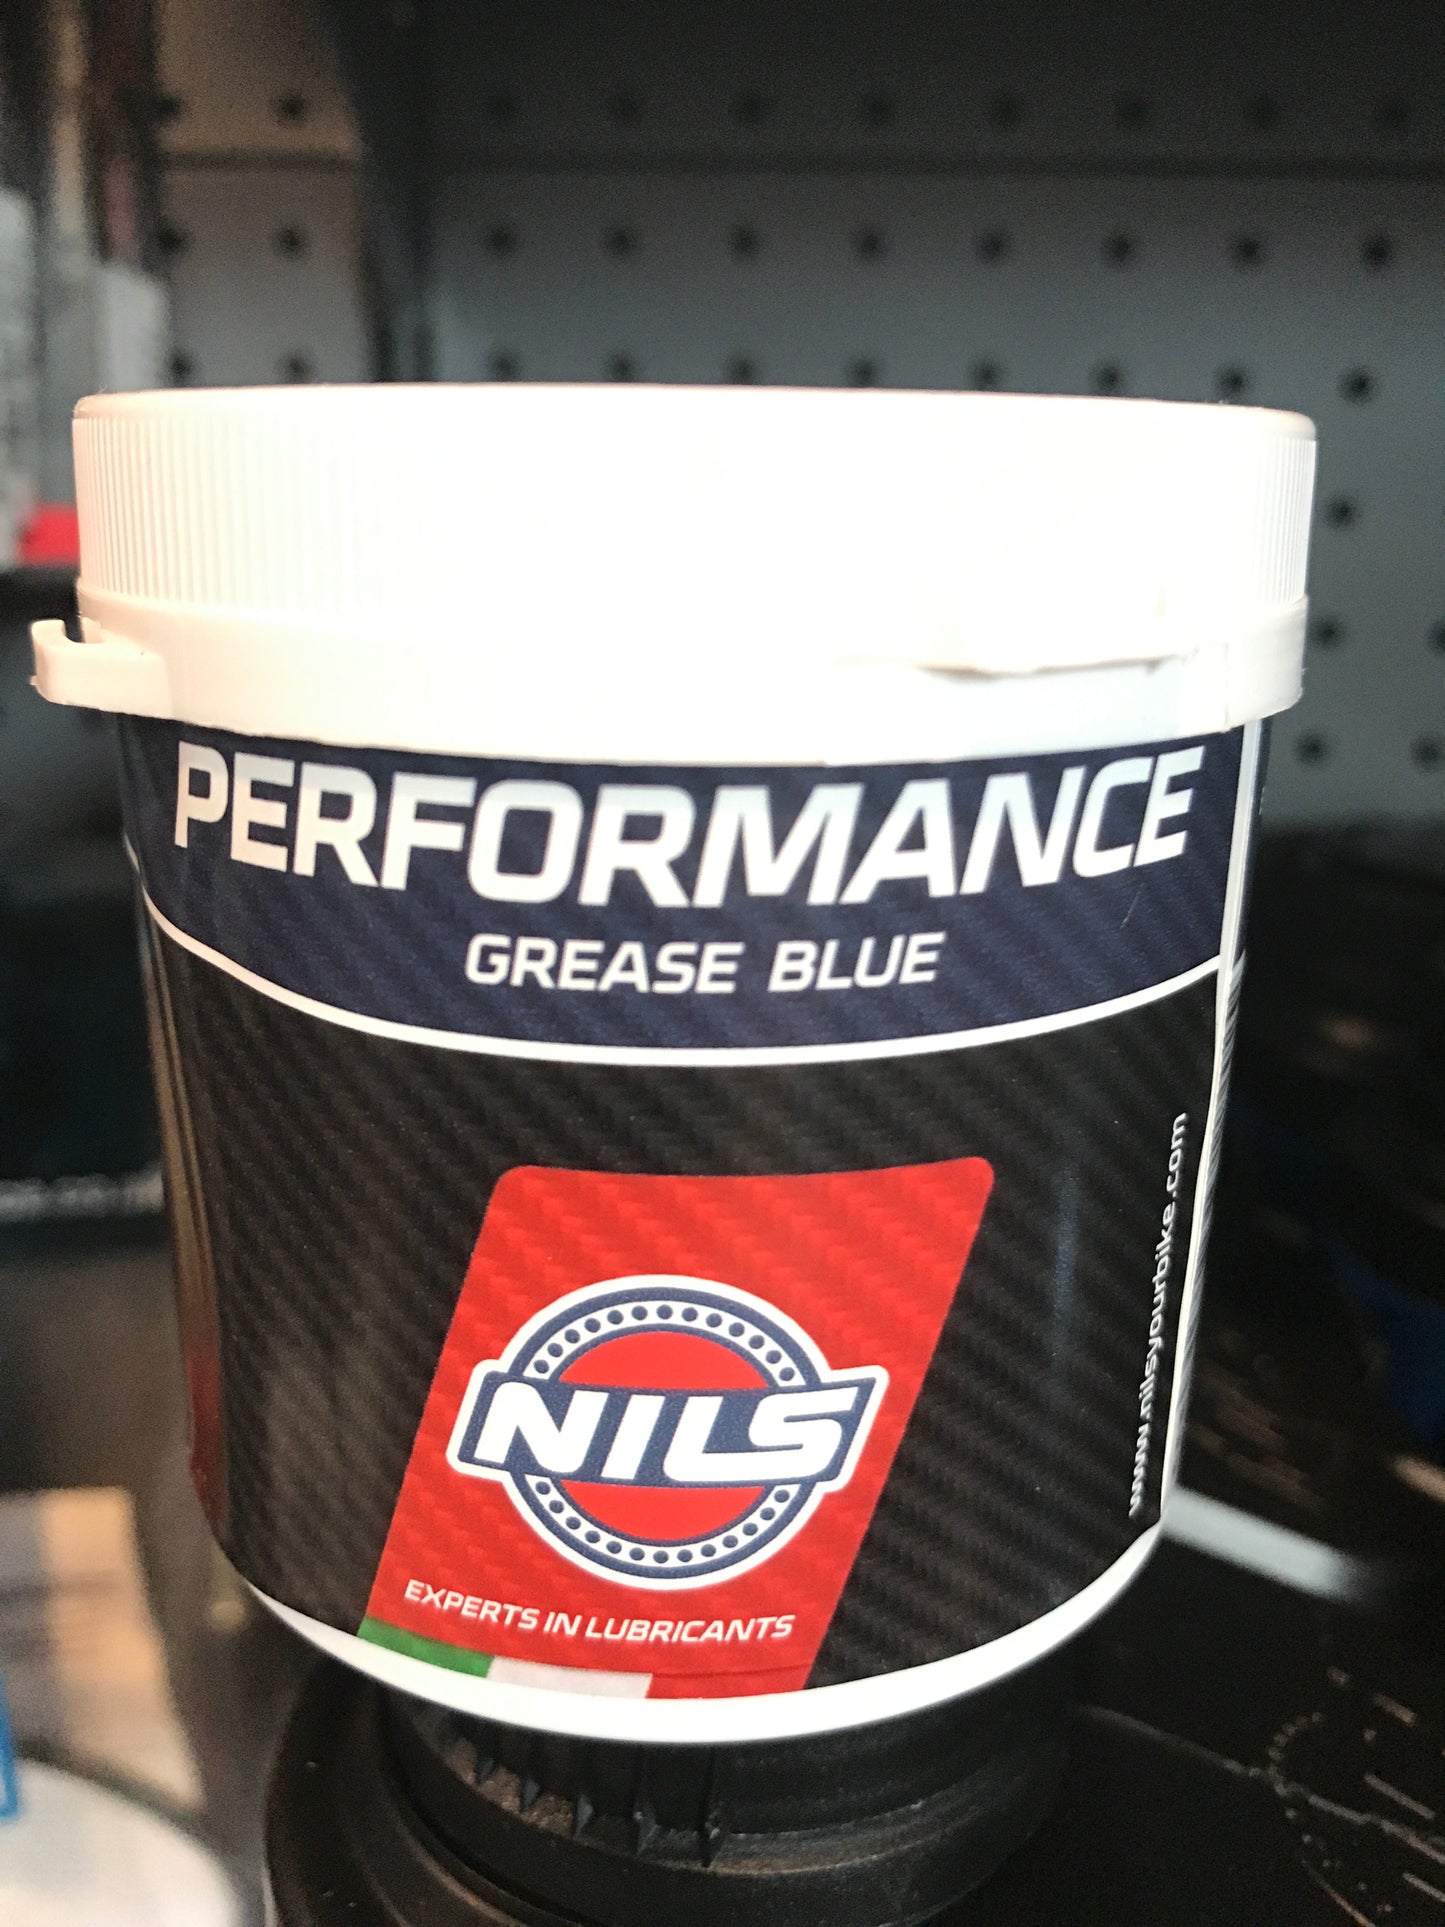 PERFORMANCE
GREASE BLUE
www.nilsyourbike.com
NILS
EXPERTS IN LUBRICANTS